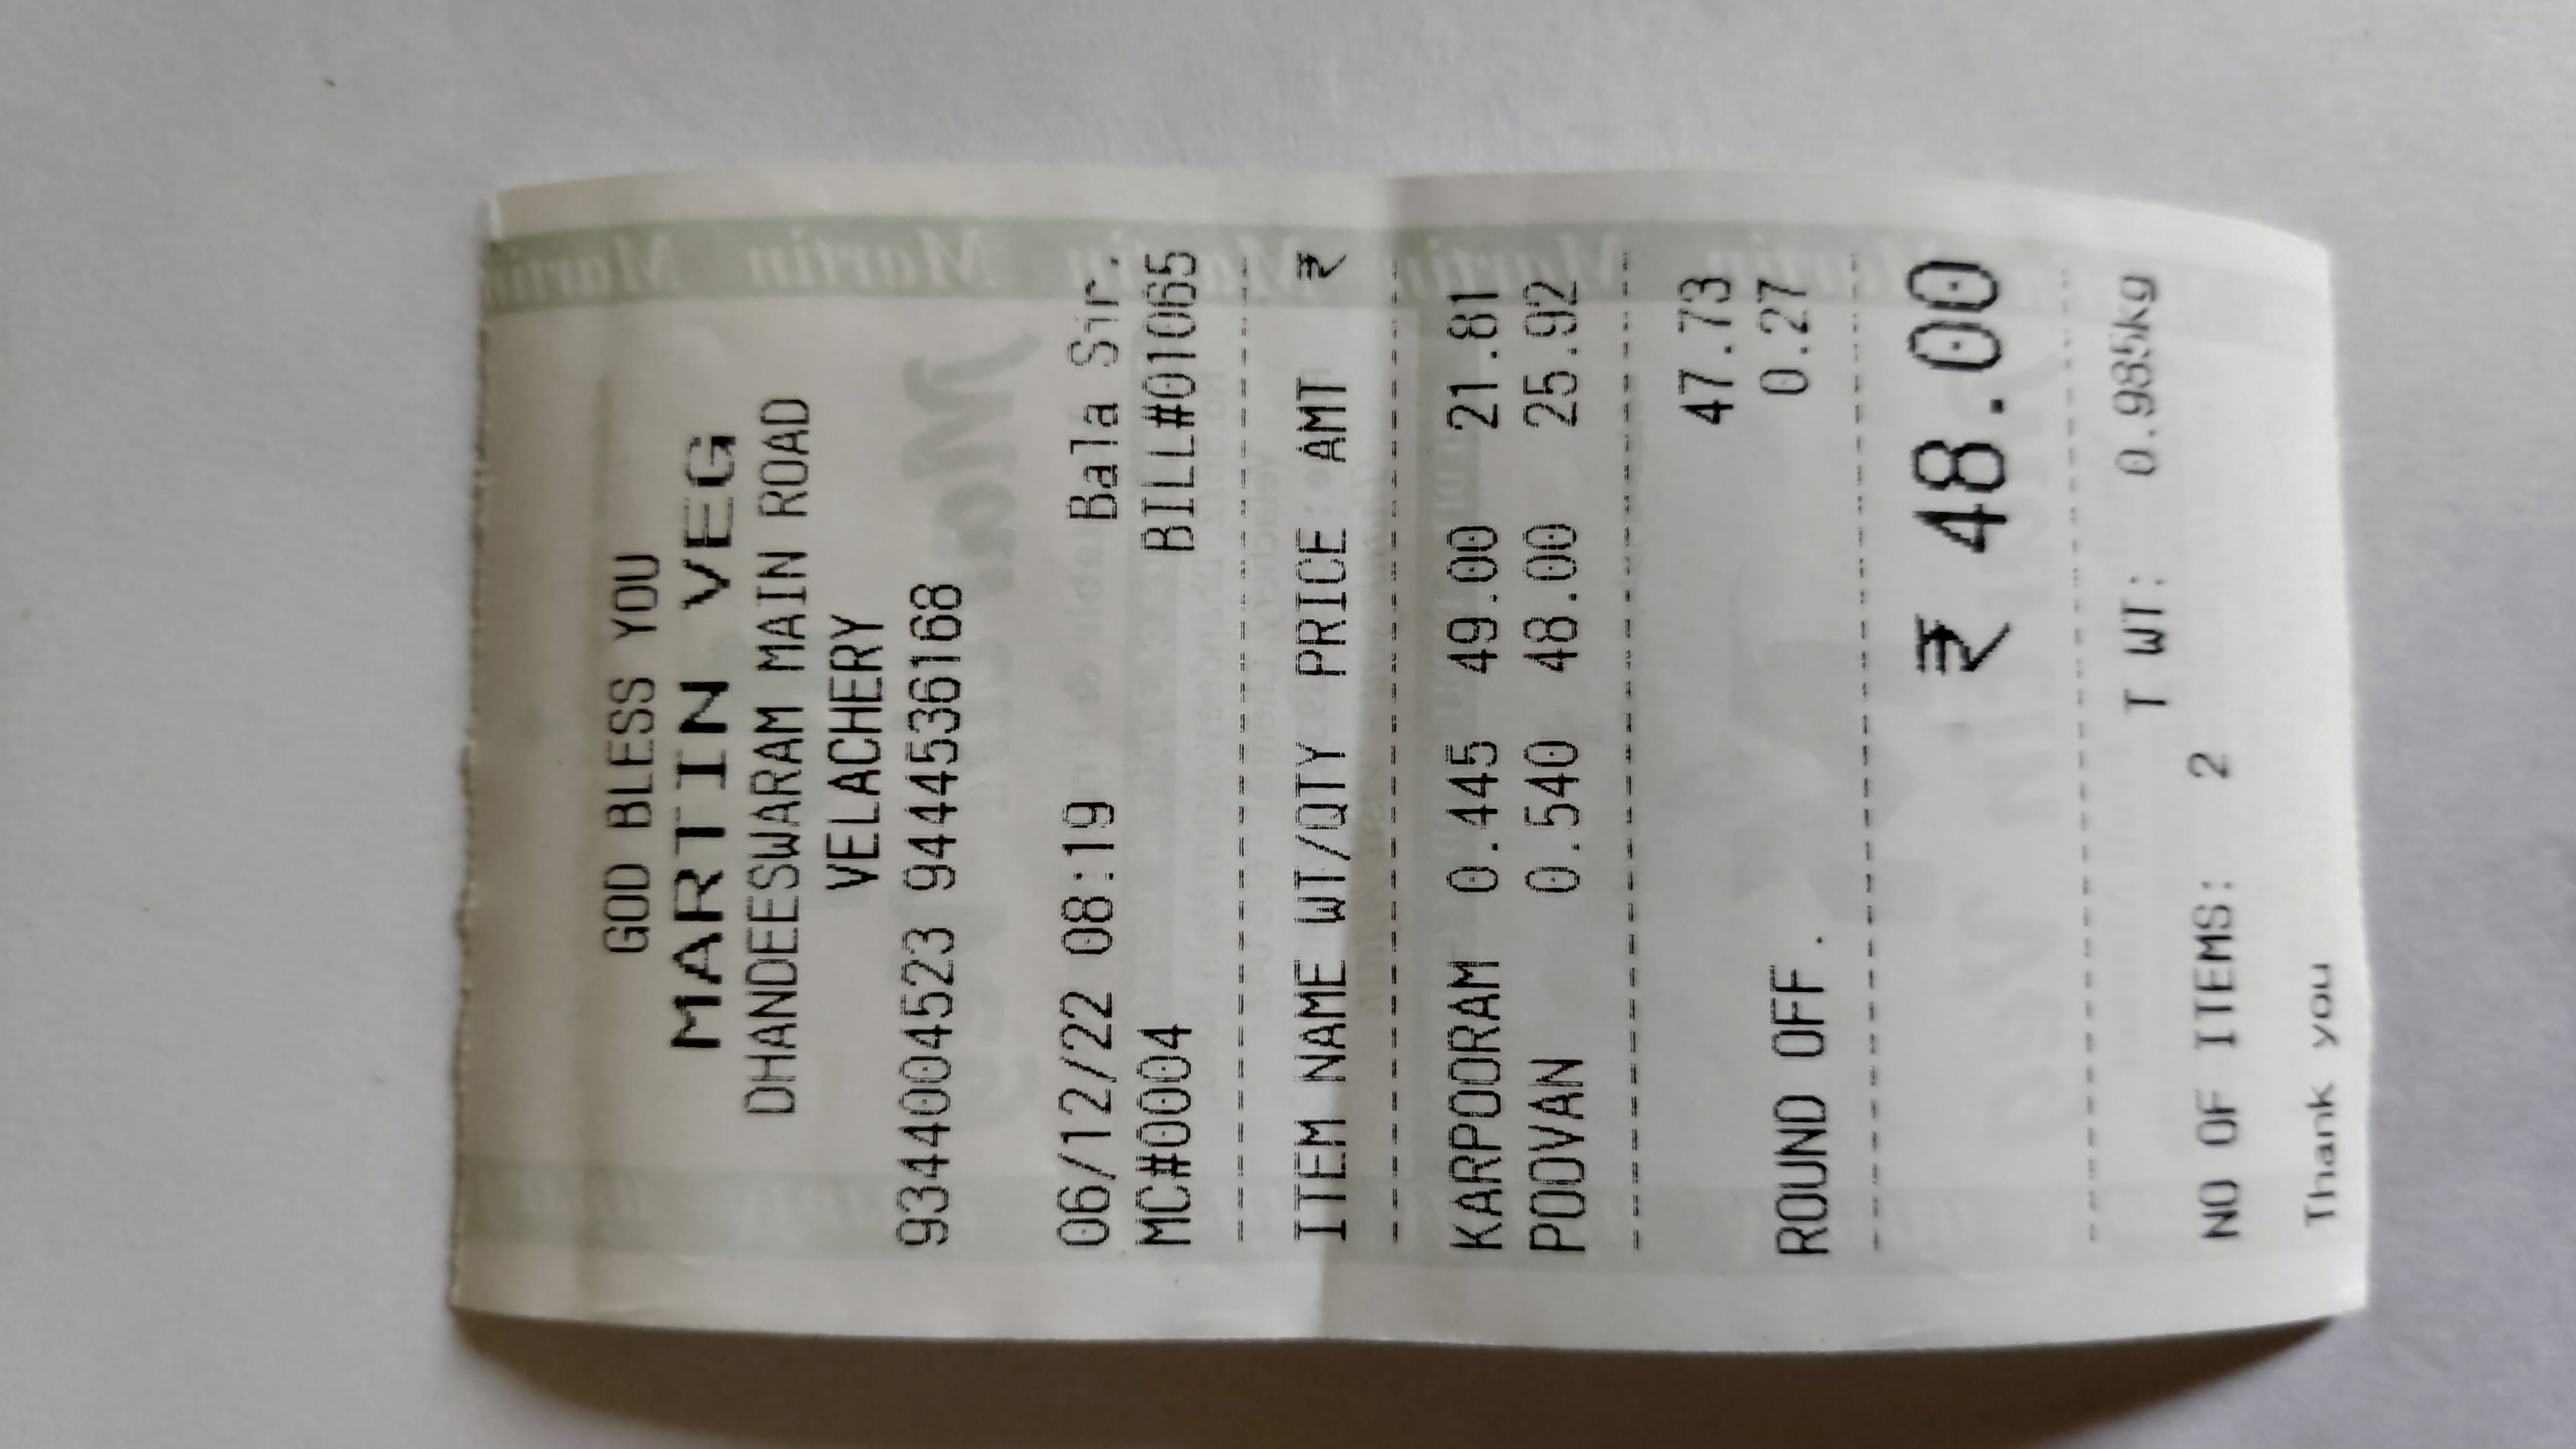 GOD BLESS YOU
MARTIN VEG
DHANDEESWARAM MAIN ROAD
VELACHERY
9344004523 9444536168
06/12/22 08:19 Bala Sir.
MC#0004 BILL#01065
ITEM NAME WT/QTY PRICE AMT ₹
KARPOORAM 0.445 49.00 21.81
POOVAN 0.540 48.00 25.92
47.73
ROUND OFF. 0.27
₹ 48.00
T WT: 0.985kg
NO OF ITEMS: 2
Thank you